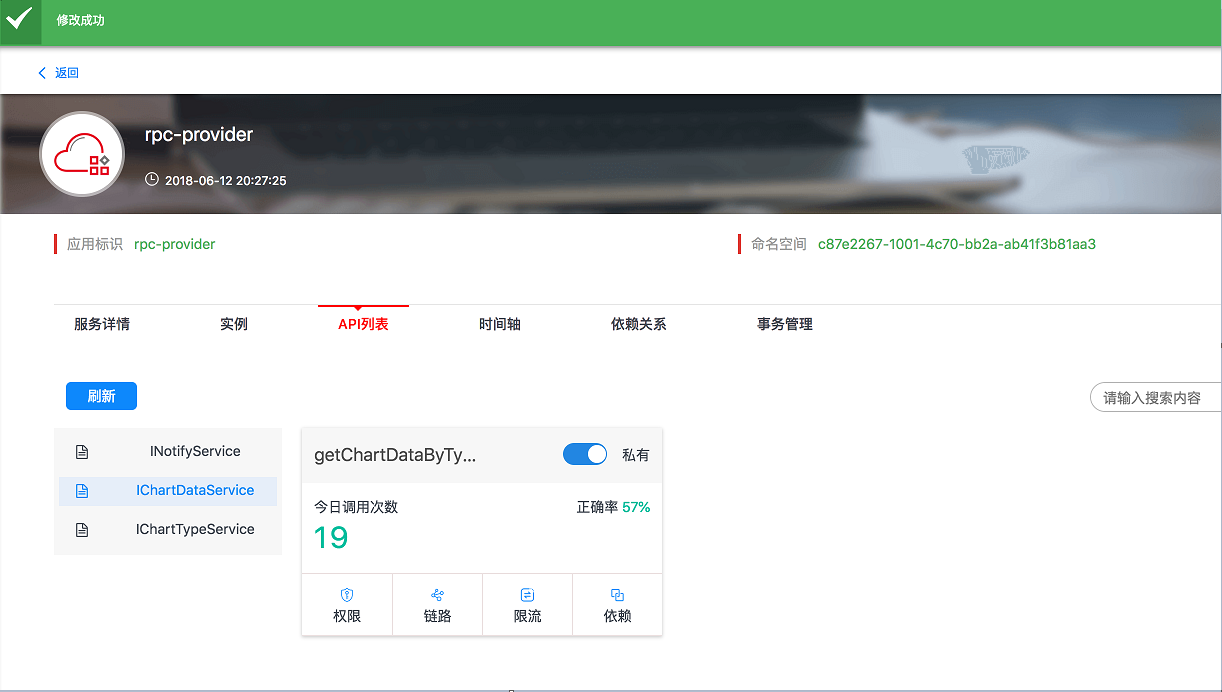 修改成功
返回
rpc-provider
2018-06-12 20:27:25
应用标识 rpc-provider
命名空间 c87e2267-1001-4c70-bb2a-ab41f3b81aa3
服务详情 实例 API列表 时间轴 依赖关系 事务管理
刷新
请输入搜索内容
INotifyService
IChartDataService
IChartTypeService
getChartDataByTy...
私有
今日调用次数
正确率 57%
19
权限 链路 限流 依赖